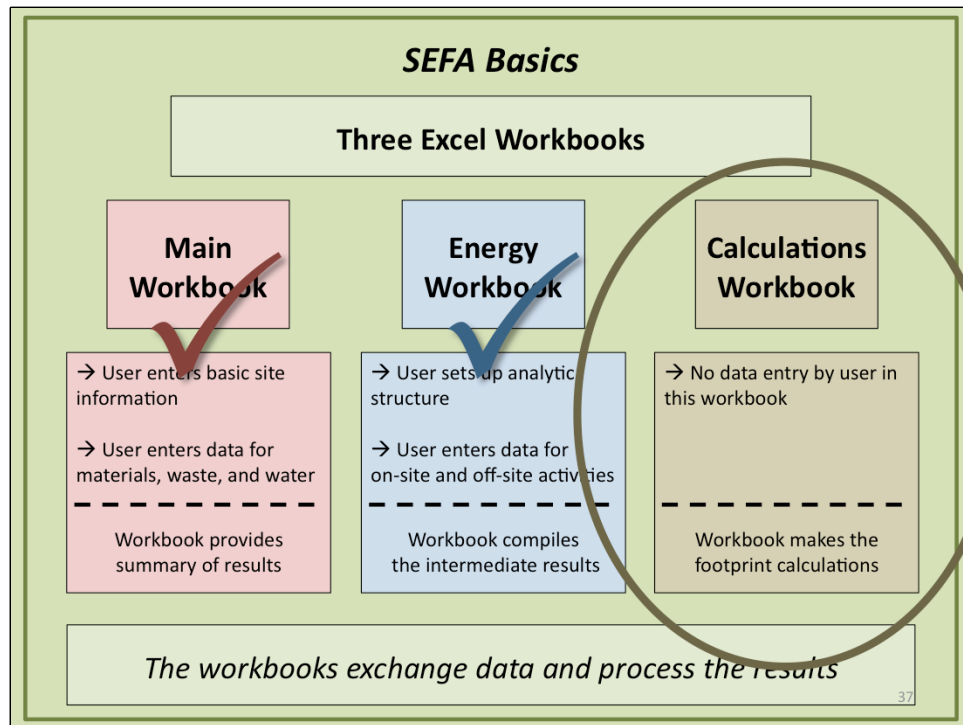 SEFA Basics
Three Excel Workbooks
Main
Workbook
→ User enters basic site
information
→ User enters data for
materials, waste, and water
Workbook provides
summary of results
Energy
Workbook
→ User sets up analytic
structure
→ User enters data for
on-site and off-site activities
Workbook compiles
the intermediate results
Calculations
Workbook
→ No data entry by user in
this workbook
Workbook makes the
footprint calculations
The workbooks exchange data and process the results
37